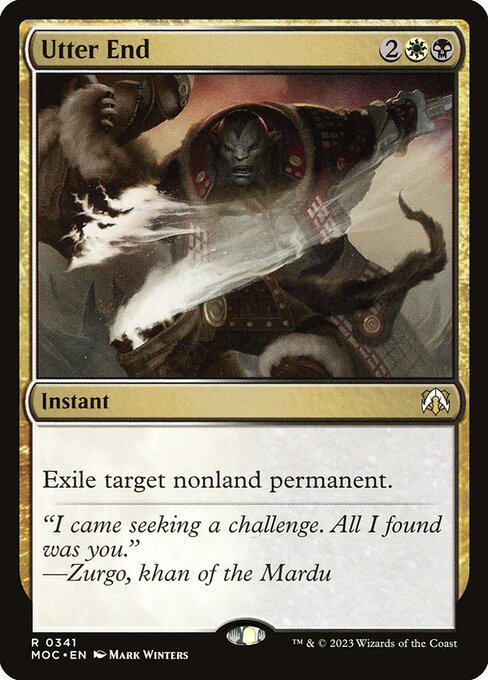 Utter End 2
Instant
Exile target nonland permanent.
“I came seeking a challenge. All I found
was you.”
—Zurgo, khan of the Mardu
R 0341
MOC • EN Mark Winters
™ & © 2023 Wizards of the Coast